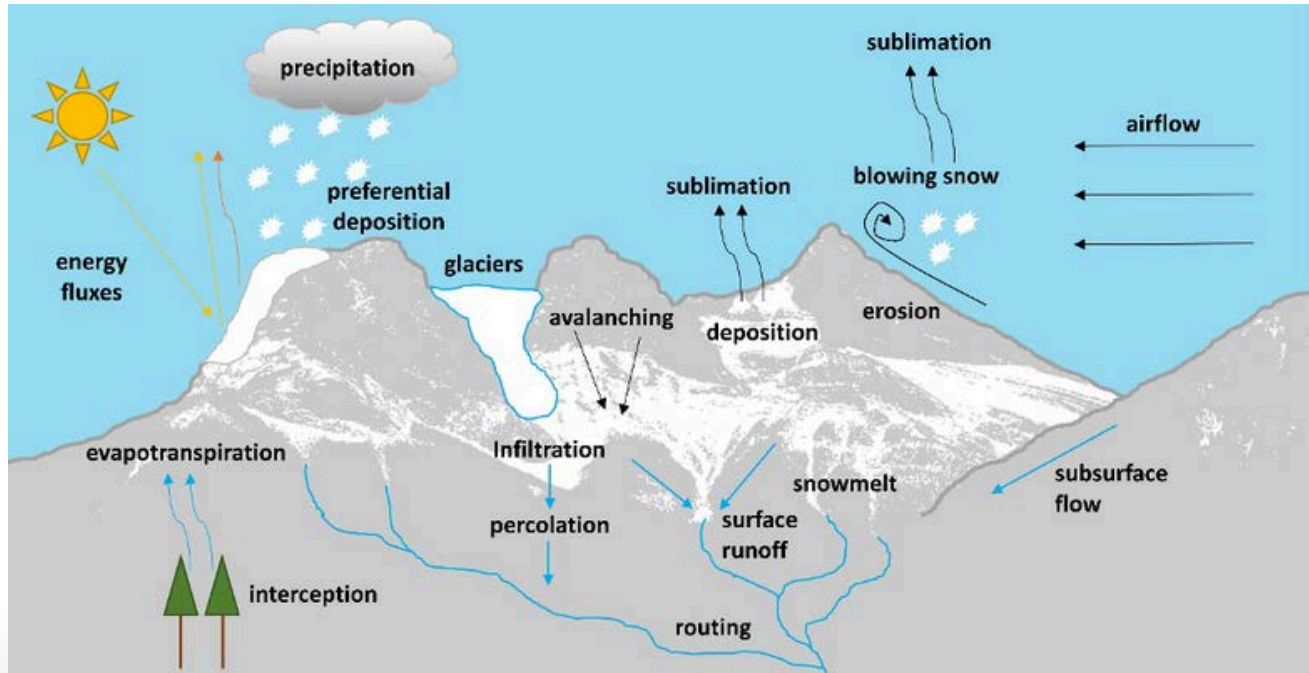 sublimation
precipitation
airflow
blowing snow
sublimation
preferential
deposition
energy
fluxes
glaciers
avalanching
deposition
erosion
evapotranspiration
Infiltration
snowmelt
subsurface
flow
percolation
surface
runoff
interception
routing